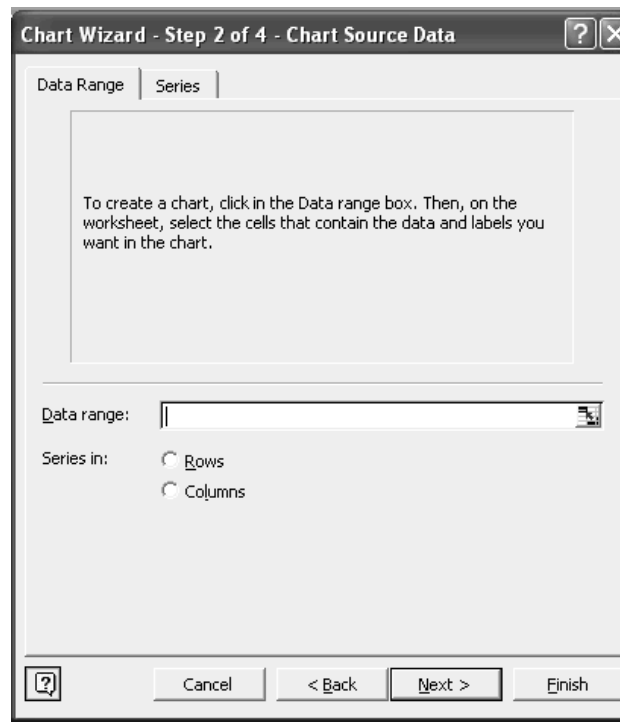 Chart Wizard - Step 2 of 4 - Chart Source Data
Data Range
Series
To create a chart, click in the Data range box. Then, on the
worksheet, select the cells that contain the data and labels you
want in the chart.
Data range:
Series in:
Rows
Columns
Cancel
< Back
Next >
Finish